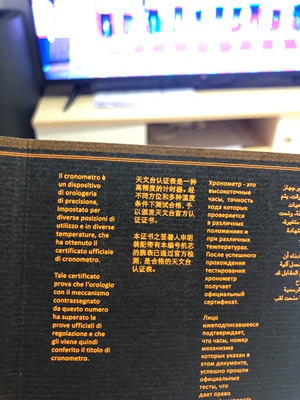 Il cronometro è
un dispositivo
di orologeria
di precisione,
impostato per
diverse posizioni di
utilizzo e in diverse
temperature, che
ha ottenuto il
certificato ufficiale
di cronometro.
Tale certificato
prova che l'orologio
con il meccanismo
contrassegnato
da questo numero
ha superato le
prove ufficiali di
regolazione e che
gli viene quindi
conferito il titolo di
cronometro.
天文台认证表是一种
高精度的计时器。经
不同方位和多种温度
条件下测试合格,予
以颁发天文台官方认
证证书。
本证书之签署人申明
装配带有本编号机芯
的腕表已通过官方检
测,是合格的天文台
认证表。
Хронометр - это
высокоточные
часы, точность
хода которых
проверяется
в различных
положениях и
при различных
температурах.
После успешного
прохождения
тестирования
хронометр
получает
официальный
сертификат.
Лицо
нижеподписавшееся
подтверждает,
что часы, номер
механизма
которых указан в
этом документе,
успешно прошли
официальные
тесты, что
дает право